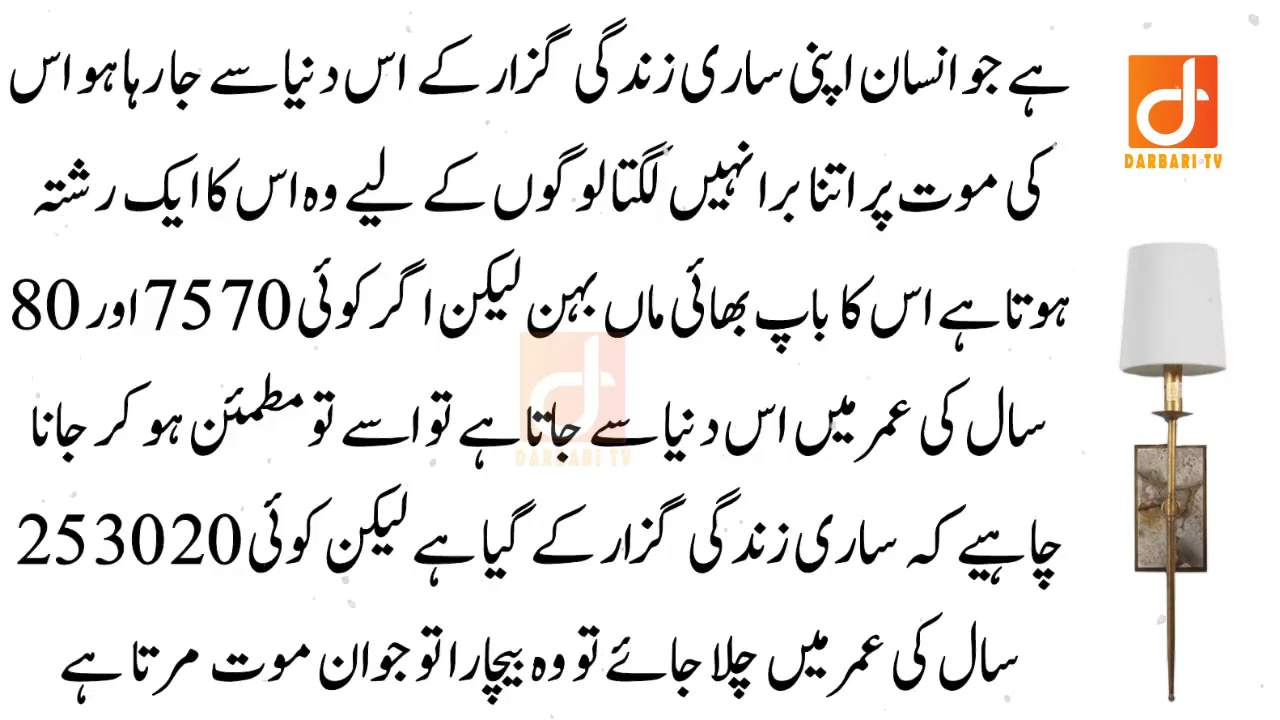 ہے جو انسان اپنی ساری زندگی گزار کے اس دنیا سے جا رہا ہو اس
کی موت پر اتنا برا نہیں لگتا لوگوں کے لیے وہ اس کا ایک رشتہ
ہوتا ہے اس کا باپ بھائی ماں بہن لیکن اگر کوئی 7570 اور 80
سال کی عمر میں اس دنیا سے جاتا ہے تو اسے تو مطمئن ہو کر جانا
چاہیے کہ ساری زندگی گزار کے گیا ہے لیکن کوئی 253020
سال کی عمر میں چلا جائے تو وہ بیچارا تو جوان موت مرتا ہے
DARBARI TV
DARBARI TV